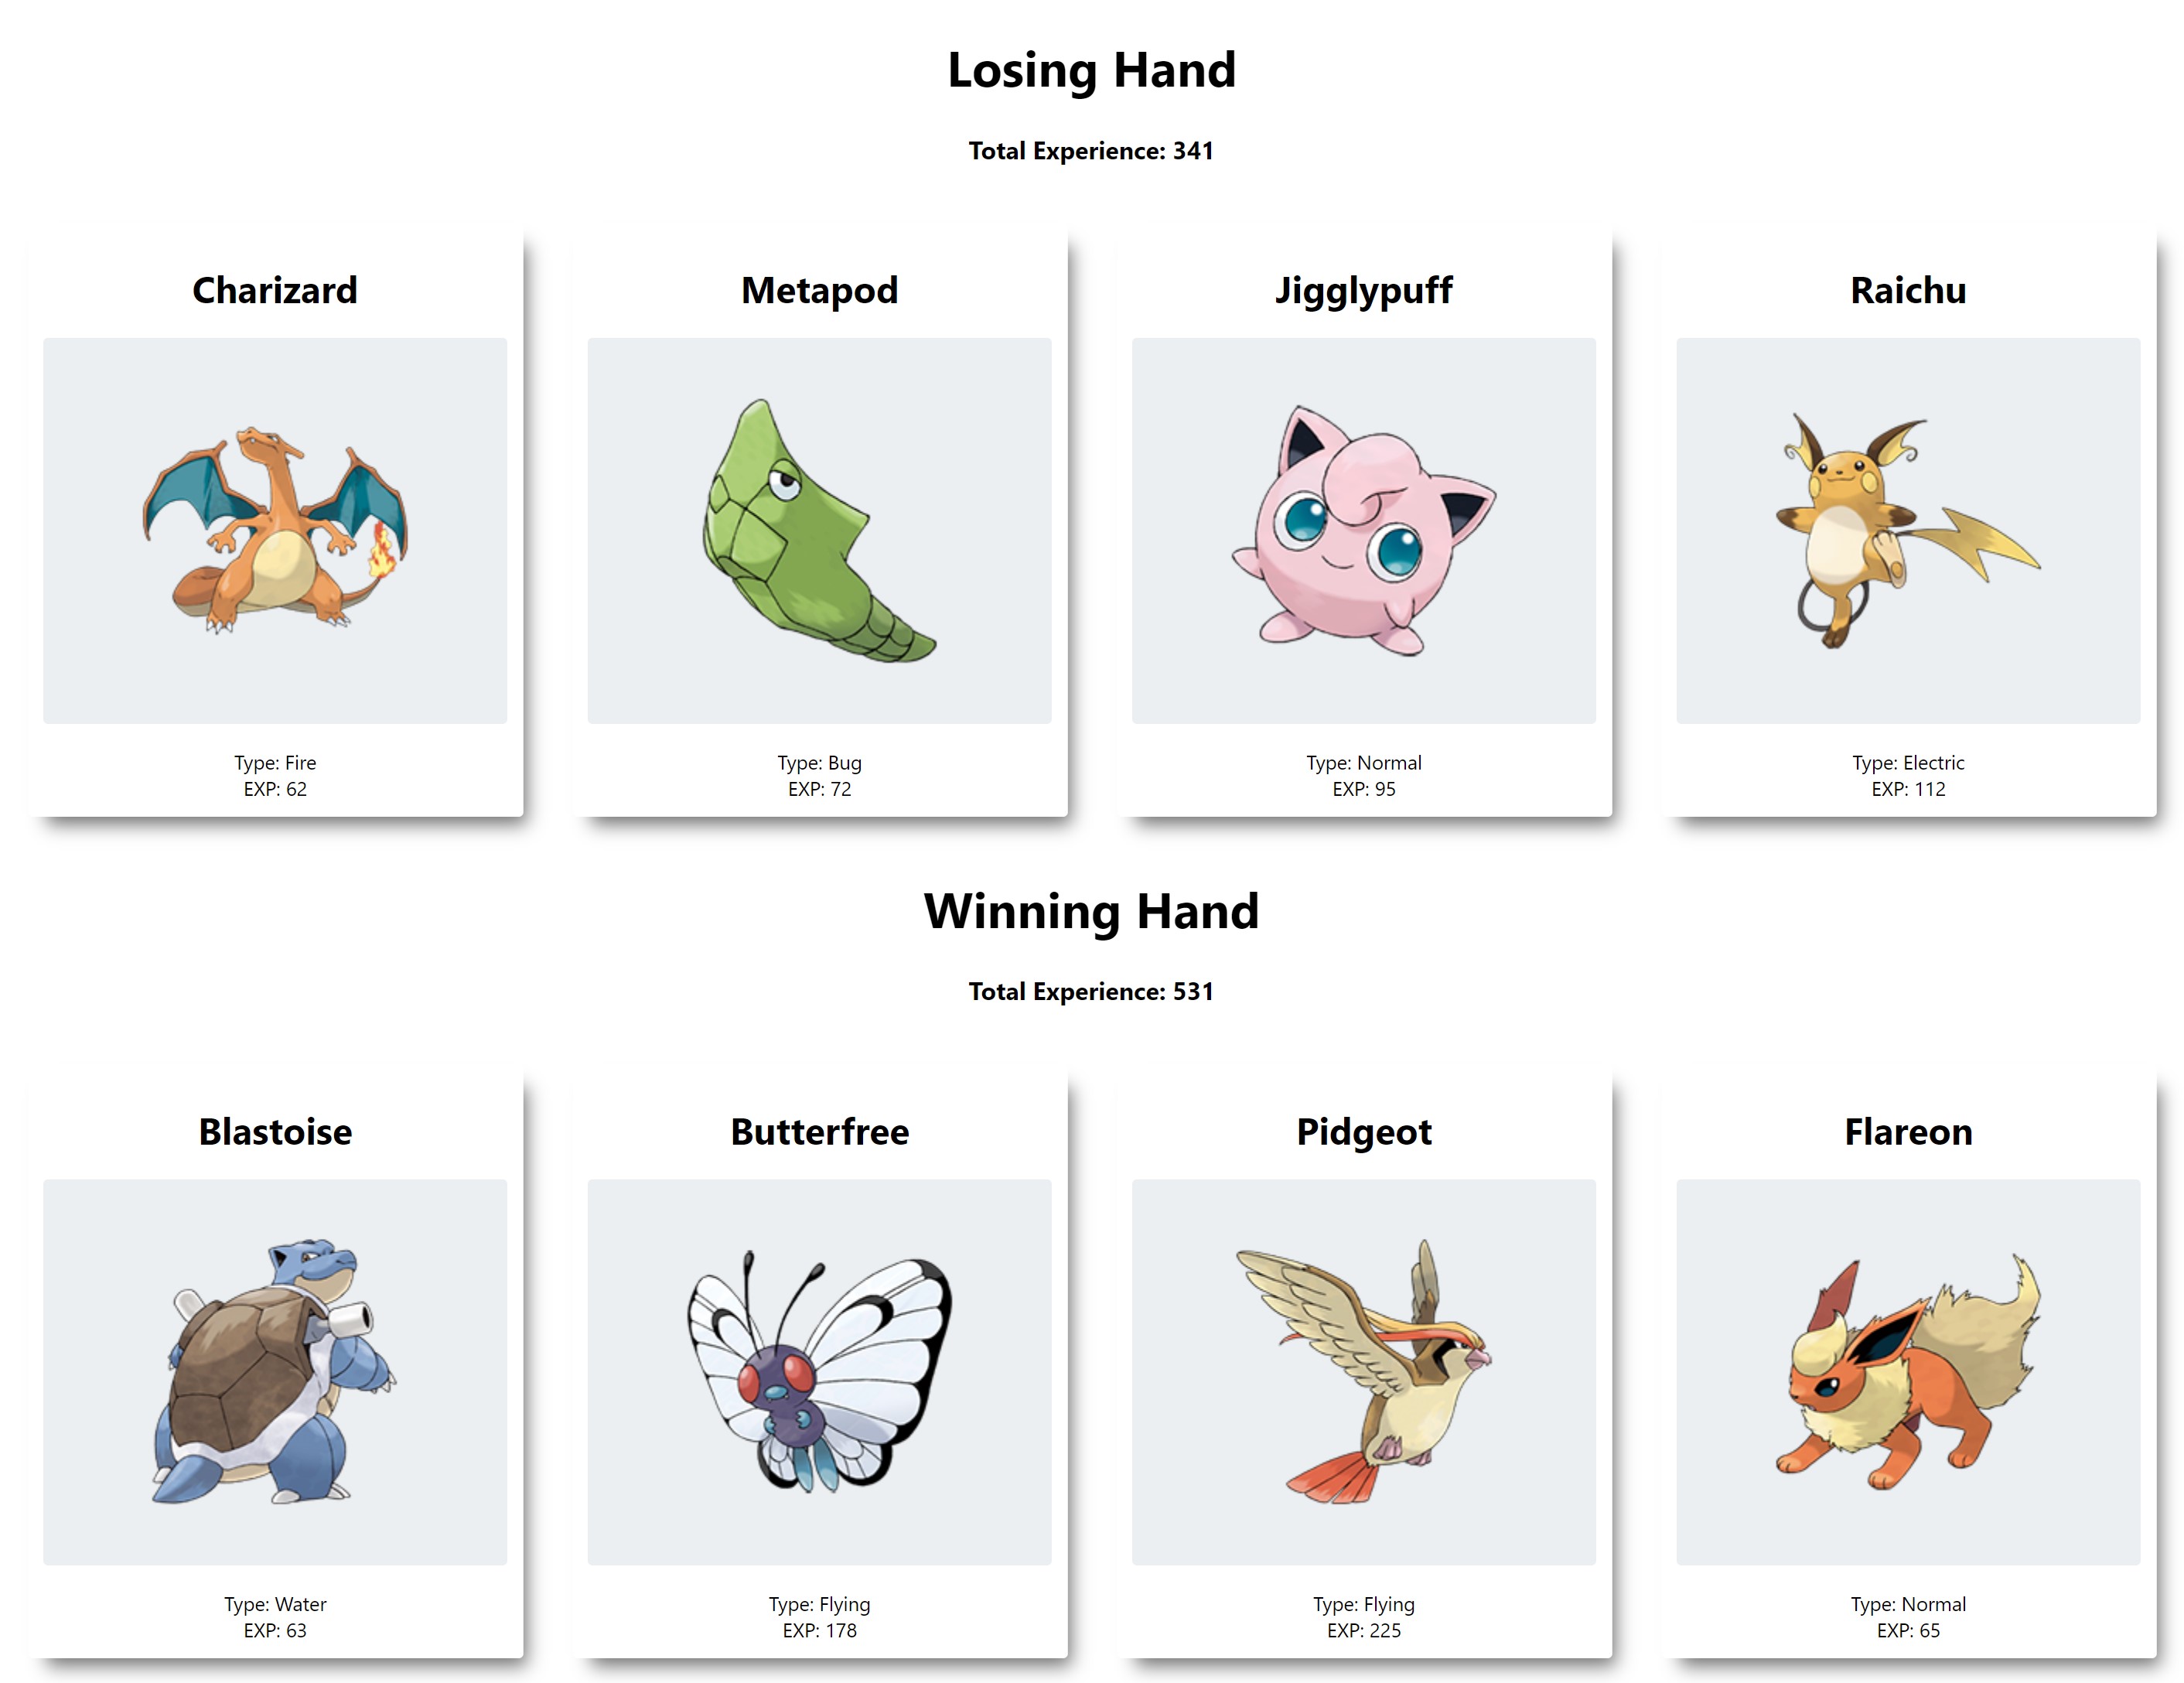 Losing Hand
Total Experience: 341
Charizard
Metapod
Jigglypuff
Raichu
Type: Fire
EXP: 62
Type: Bug
EXP: 72
Type: Normal
EXP: 95
Type: Electric
EXP: 112
Winning Hand
Total Experience: 531
Blastoise
Butterfree
Pidgeot
Flareon
Type: Water
EXP: 63
Type: Flying
EXP: 178
Type: Flying
EXP: 225
Type: Normal
EXP: 65